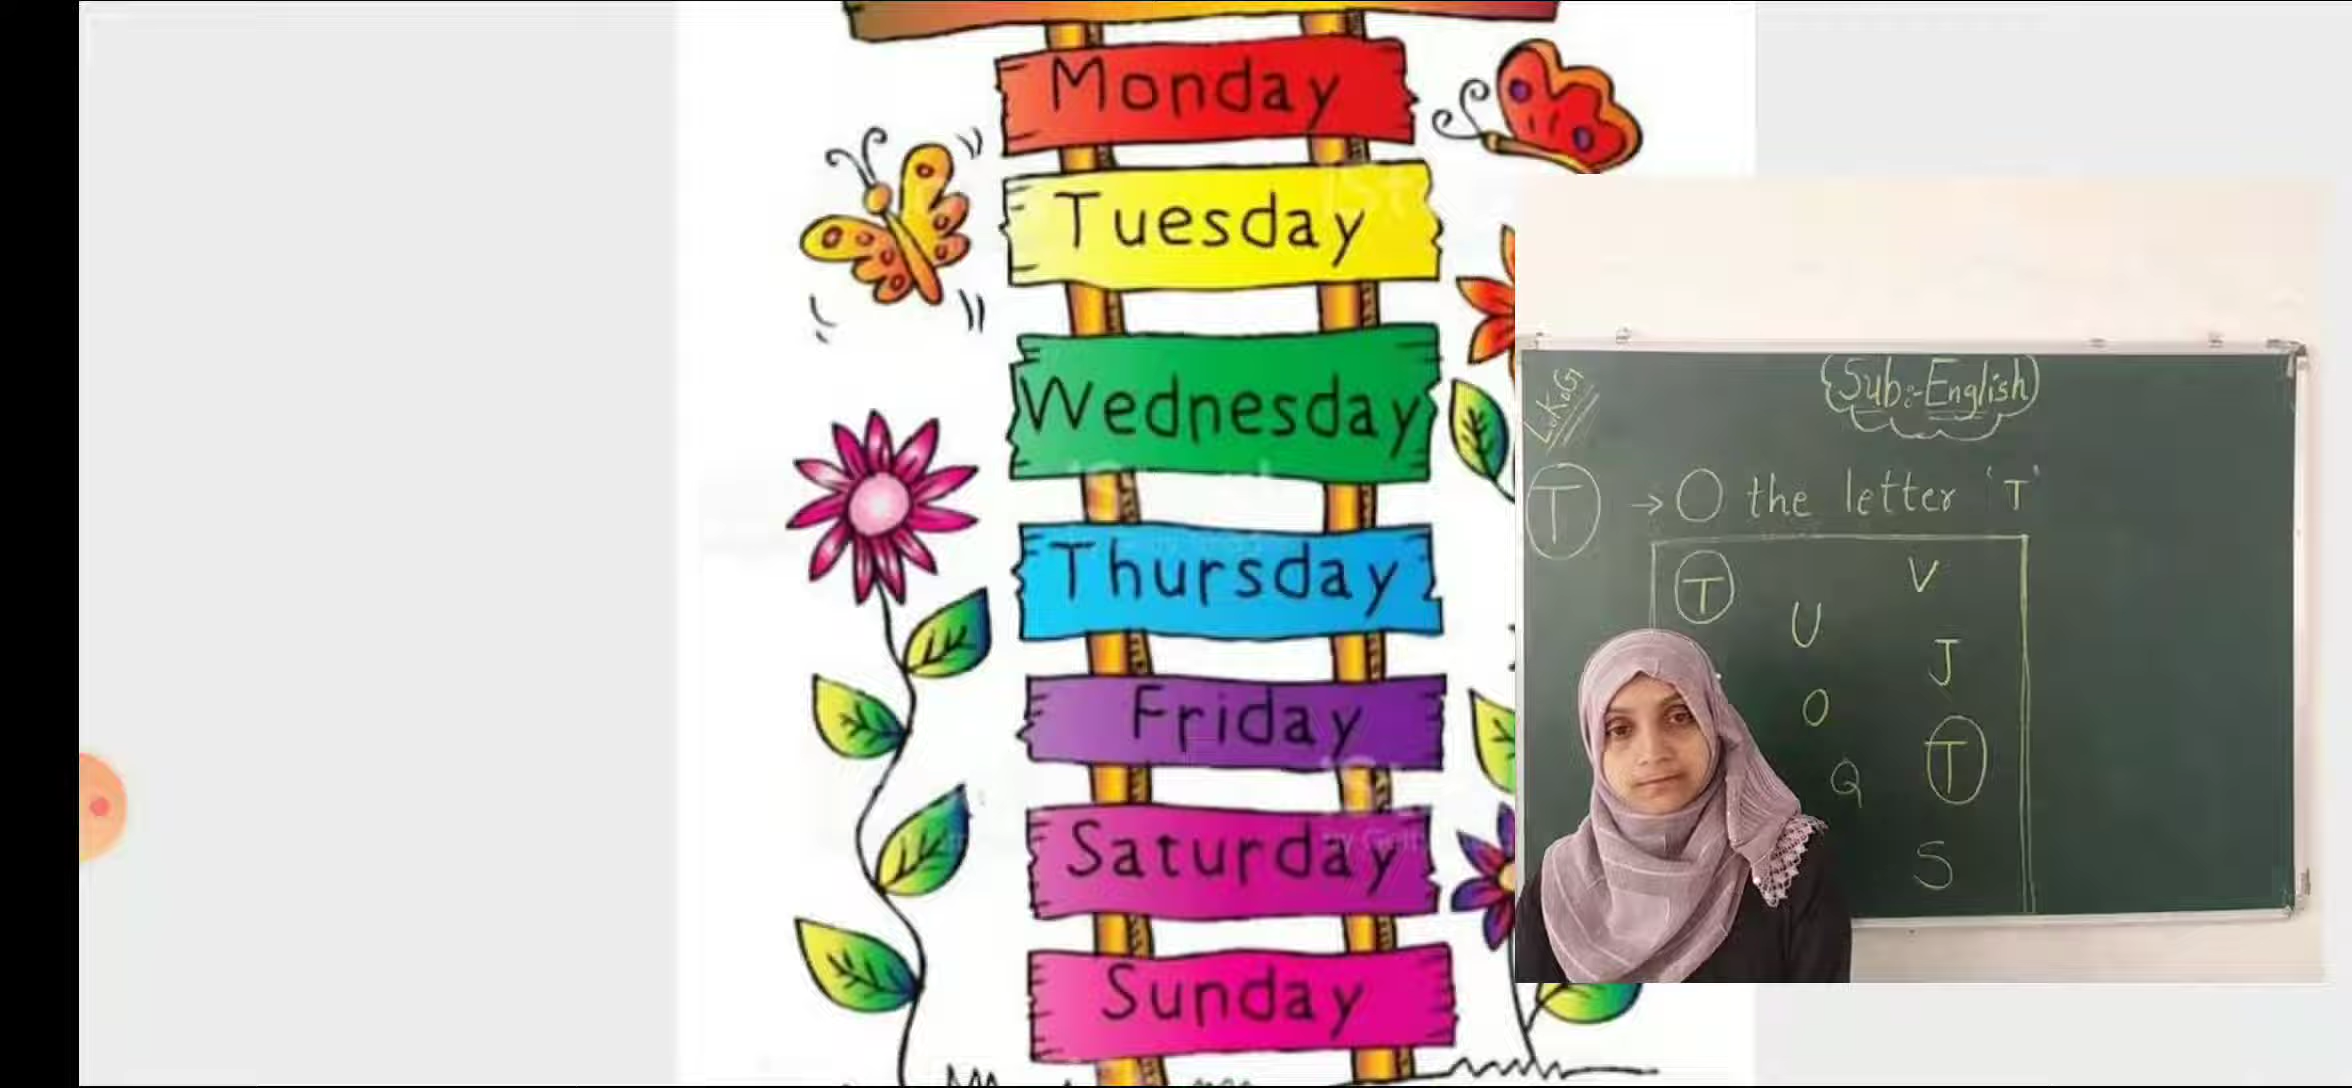 Monday
Tuesday
Wednesday
Thursday
Friday
Saturday
Sunday
L.K.G
Sub:-English
T → O the letter 'T'
T
V
U
J
O
T
Q
S